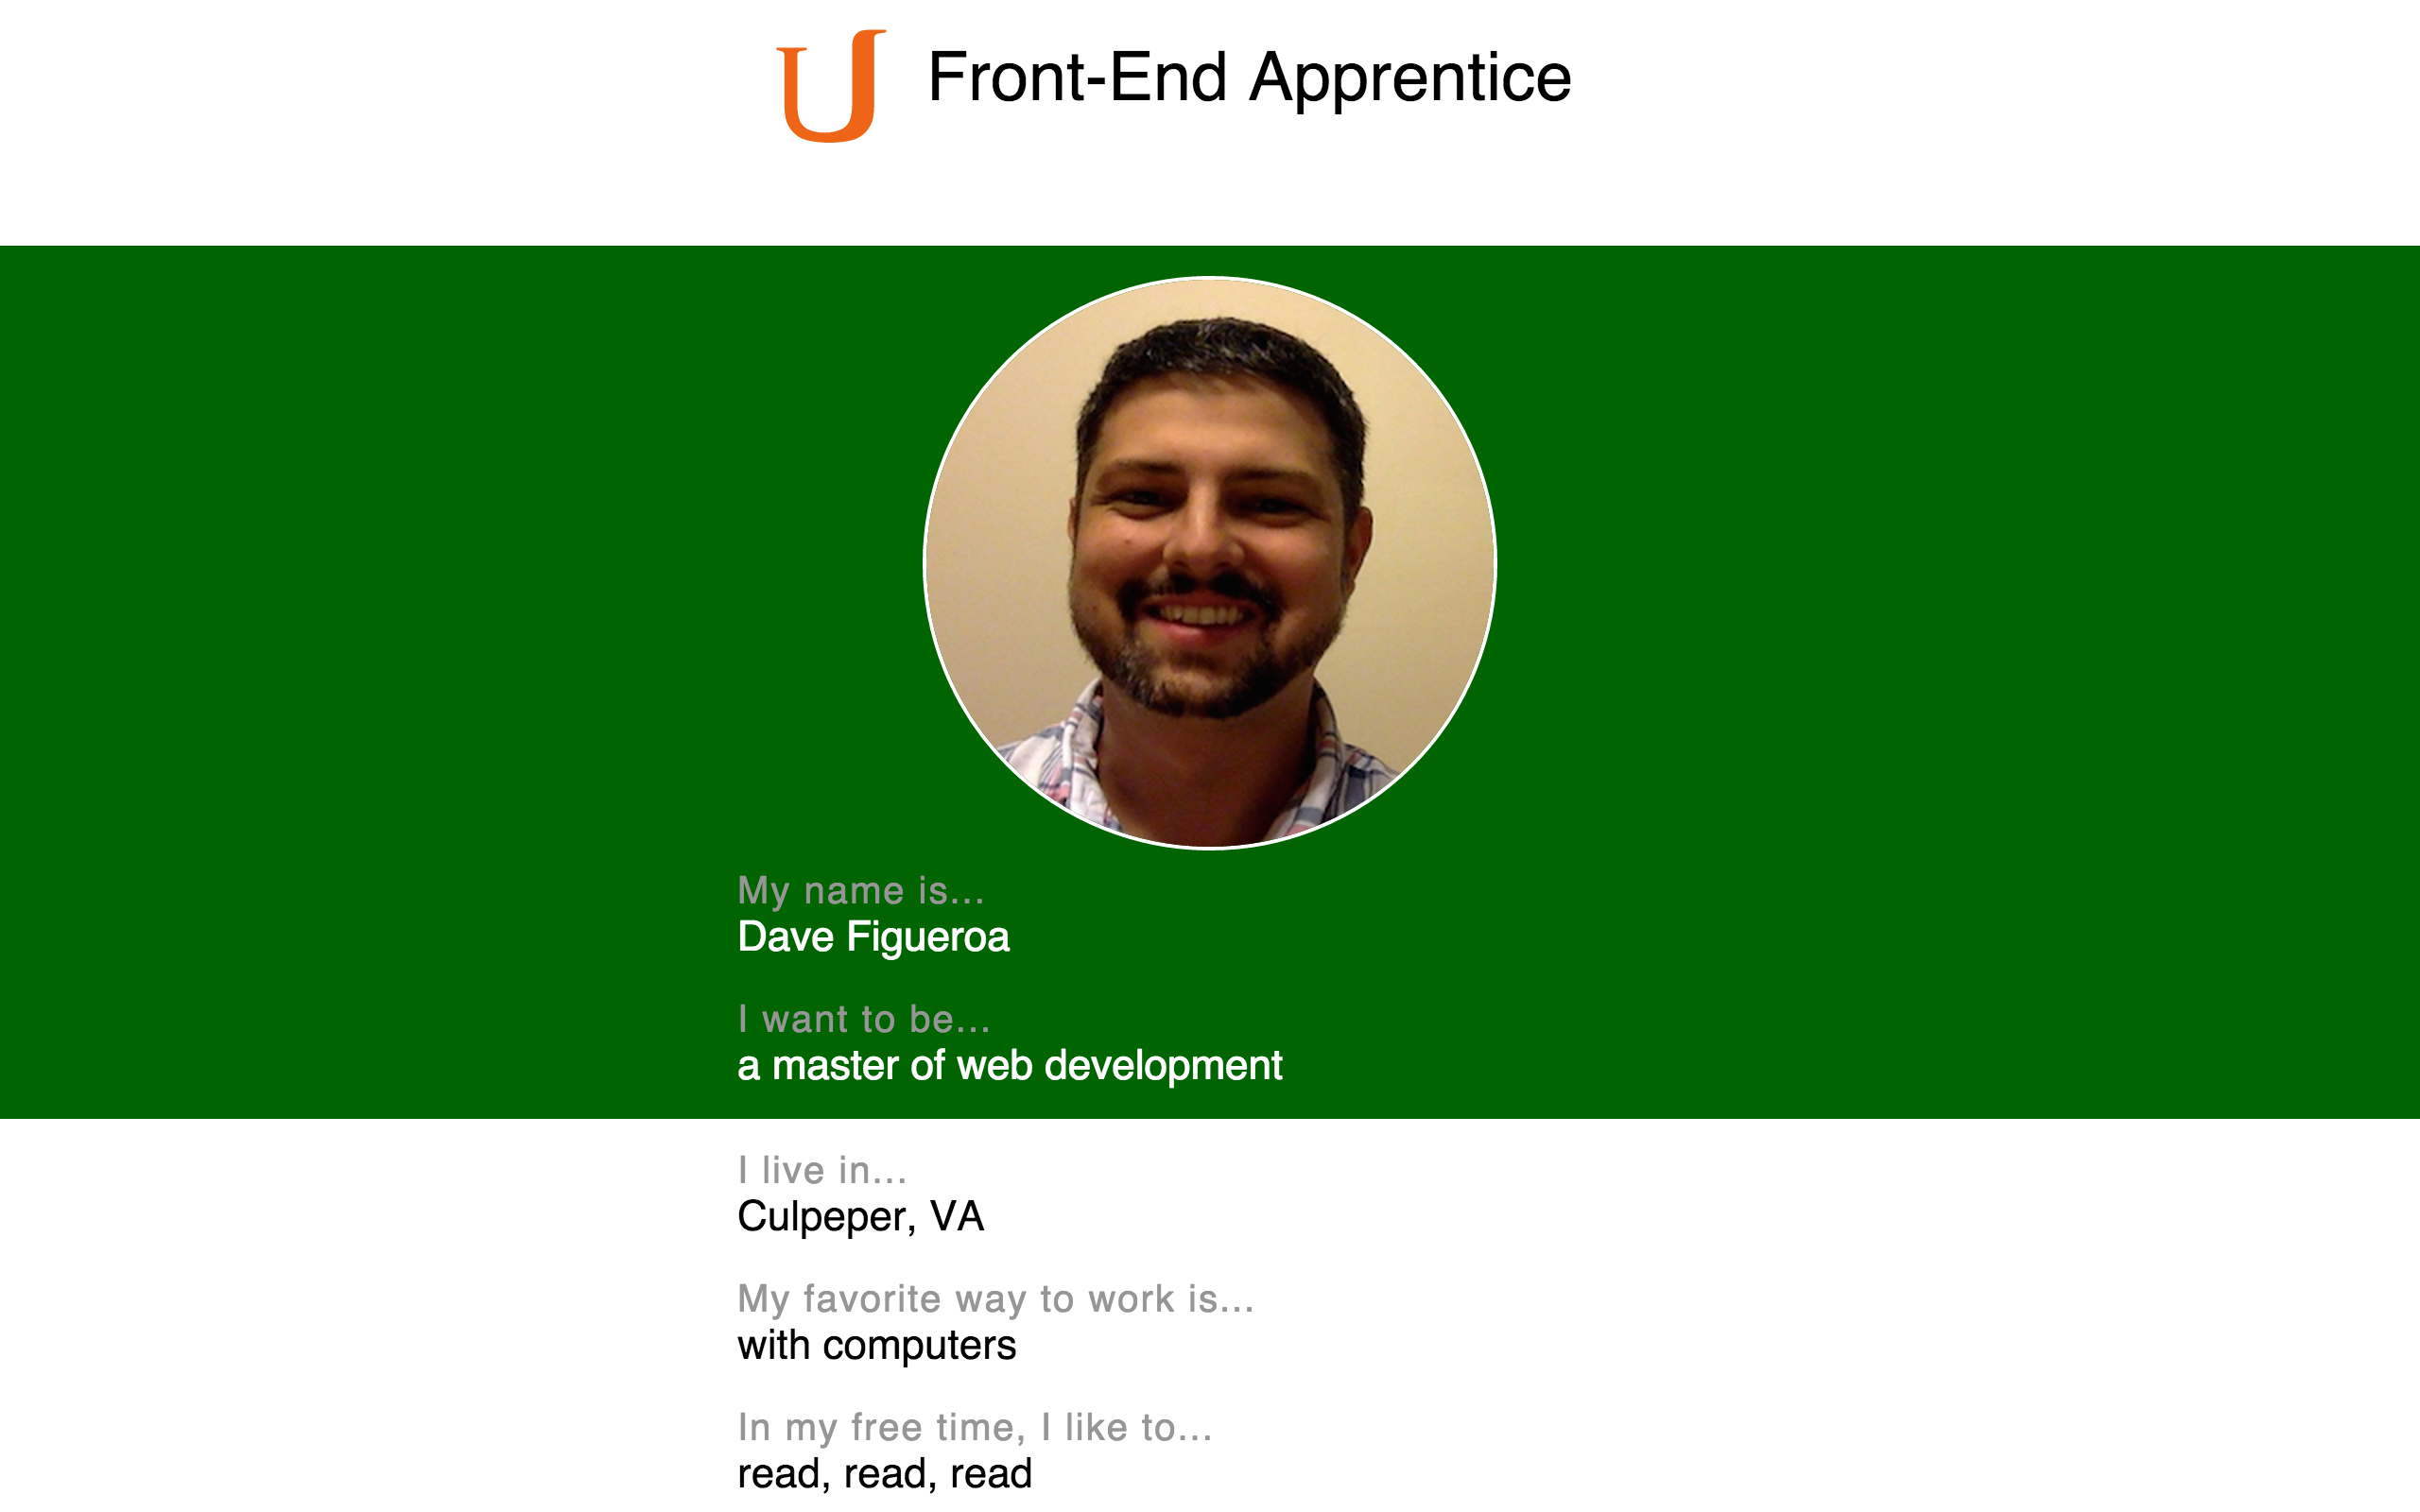 U Front-End Apprentice
My name is...
Dave Figueroa
I want to be...
a master of web development
I live in...
Culpeper, VA
My favorite way to work is...
with computers
In my free time, I like to...
read, read, read